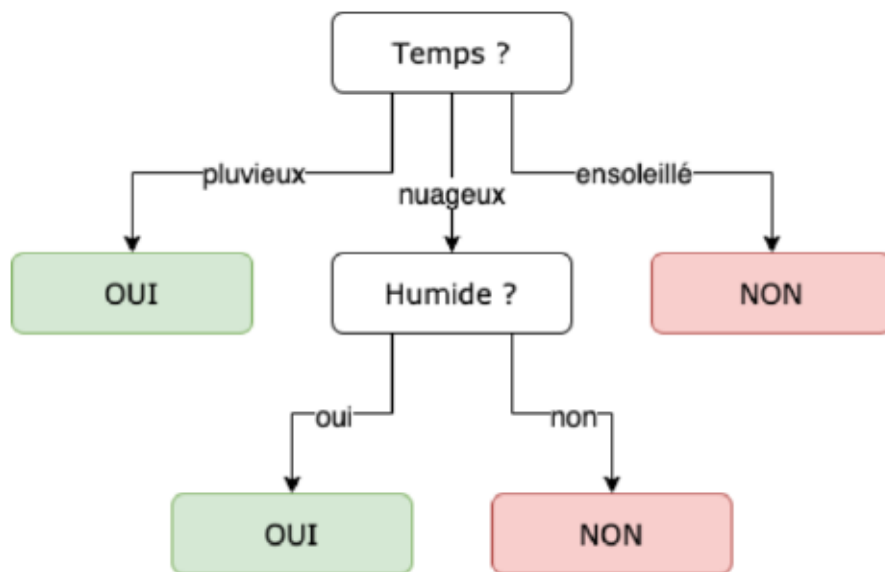 Temps ?
pluvieux
nuageux
ensoleillé
OUI
Humide ?
NON
oui
non
OUI
NON